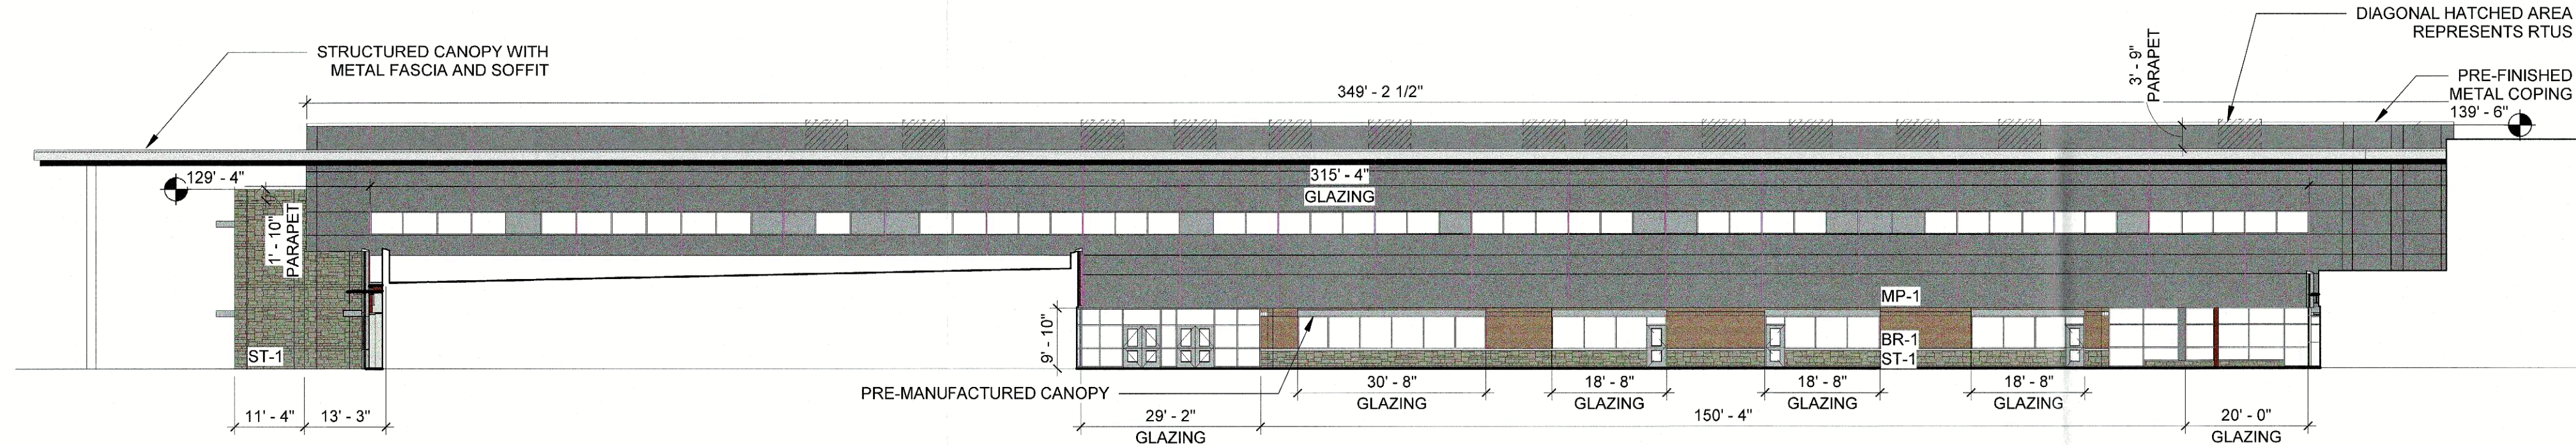 STRUCTURED CANOPY WITH
METAL FASCIA AND SOFFIT
DIAGONAL HATCHED AREA
REPRESENTS RTUS
3' - 9"
PARAPET
PRE-FINISHED
METAL COPING
349' - 2 1/2"
139' - 6"
129' - 4"
315' - 4"
GLAZING
1' - 10"
PARAPET
MP-1
9' - 10"
BR-1
ST-1
ST-1
PRE-MANUFACTURED CANOPY
30' - 8"
GLAZING
18' - 8"
GLAZING
18' - 8"
GLAZING
18' - 8"
GLAZING
11' - 4"
13' - 3"
29' - 2"
GLAZING
150' - 4"
20' - 0"
GLAZING